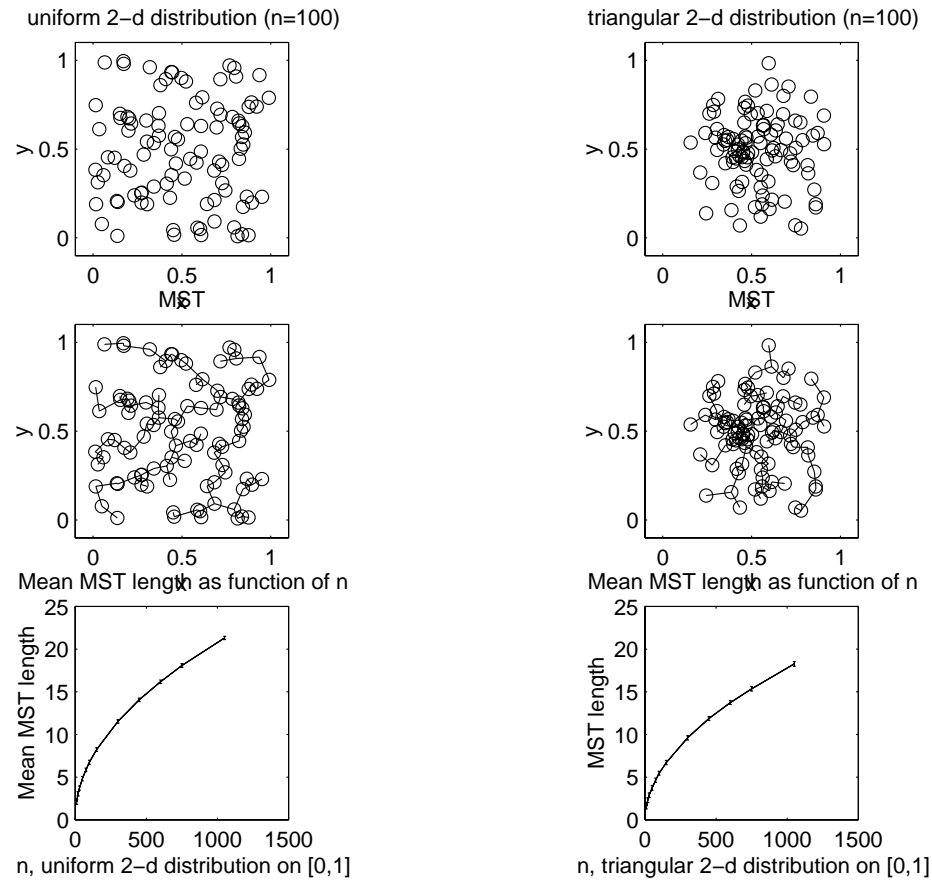 uniform 2−d distribution (n=100)
1
0.5
0
y
0 0.5 1
x
MST
1
0.5
0
y
0 0.5 1
x
Mean MST length as function of n
25
20
15
10
5
0
Mean MST length
0 500 1000 1500
n, uniform 2−d distribution on [0,1]
triangular 2−d distribution (n=100)
1
0.5
0
y
0 0.5 1
x
MST
1
0.5
0
y
0 0.5 1
x
Mean MST length as function of n
25
20
15
10
5
0
MST length
0 500 1000 1500
n, triangular 2−d distribution on [0,1]